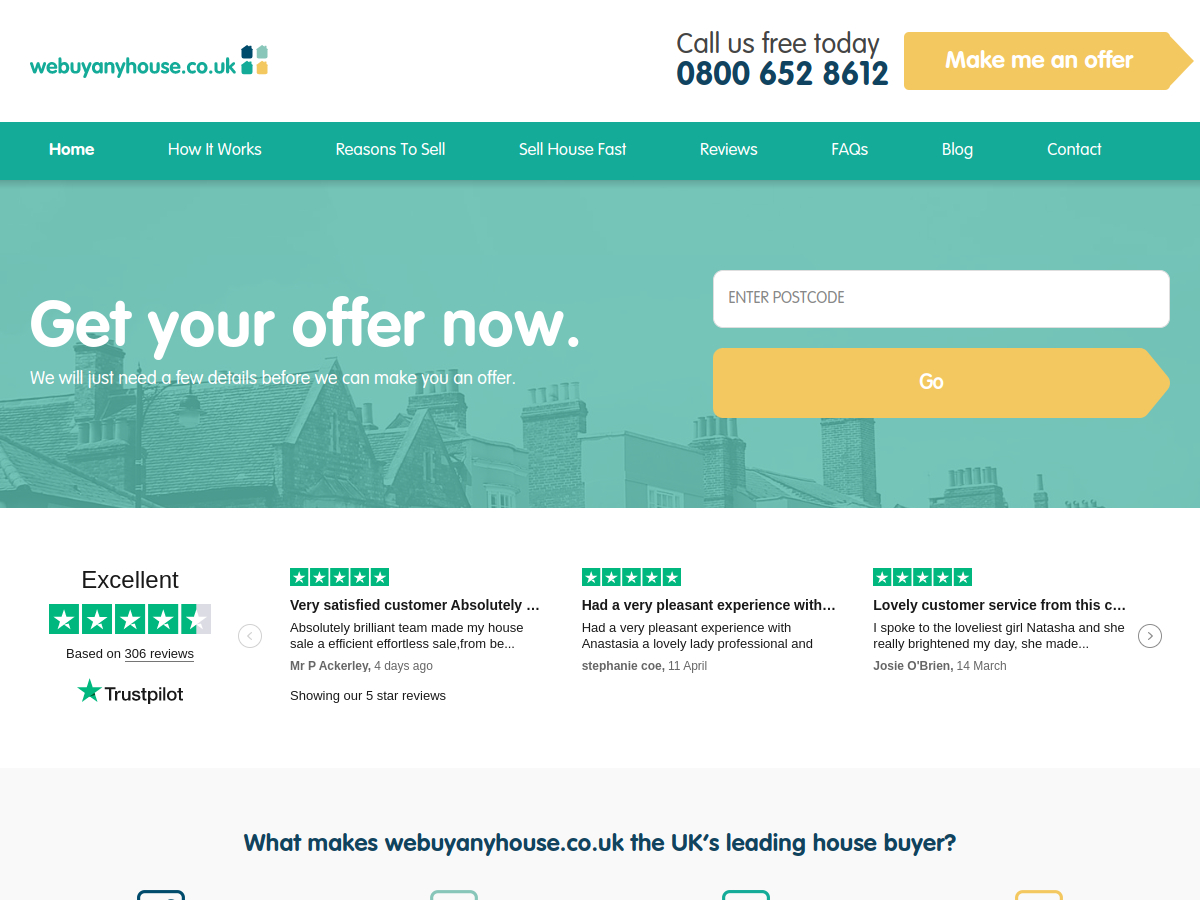 webuyanyhouse.co.uk
Call us free today
0800 652 8612
Make me an offer
Home
How It Works
Reasons To Sell
Sell House Fast
Reviews
FAQs
Blog
Contact
Get your offer now.
We will just need a few details before we can make you an offer.
ENTER POSTCODE
Go
Excellent
Based on 306 reviews
Trustpilot
Very satisfied customer Absolutely ...
Absolutely brilliant team made my house
sale a efficient effortless sale,from be...
Mr P Ackerley, 4 days ago
Showing our 5 star reviews
Had a very pleasant experience with...
Had a very pleasant experience with
Anastasia a lovely lady professional and
stephanie coe, 11 April
Lovely customer service from this c...
I spoke to the loveliest girl Natasha and she
really brightened my day, she made...
Josie O'Brien, 14 March
What makes webuyanyhouse.co.uk the UK’s leading house buyer?